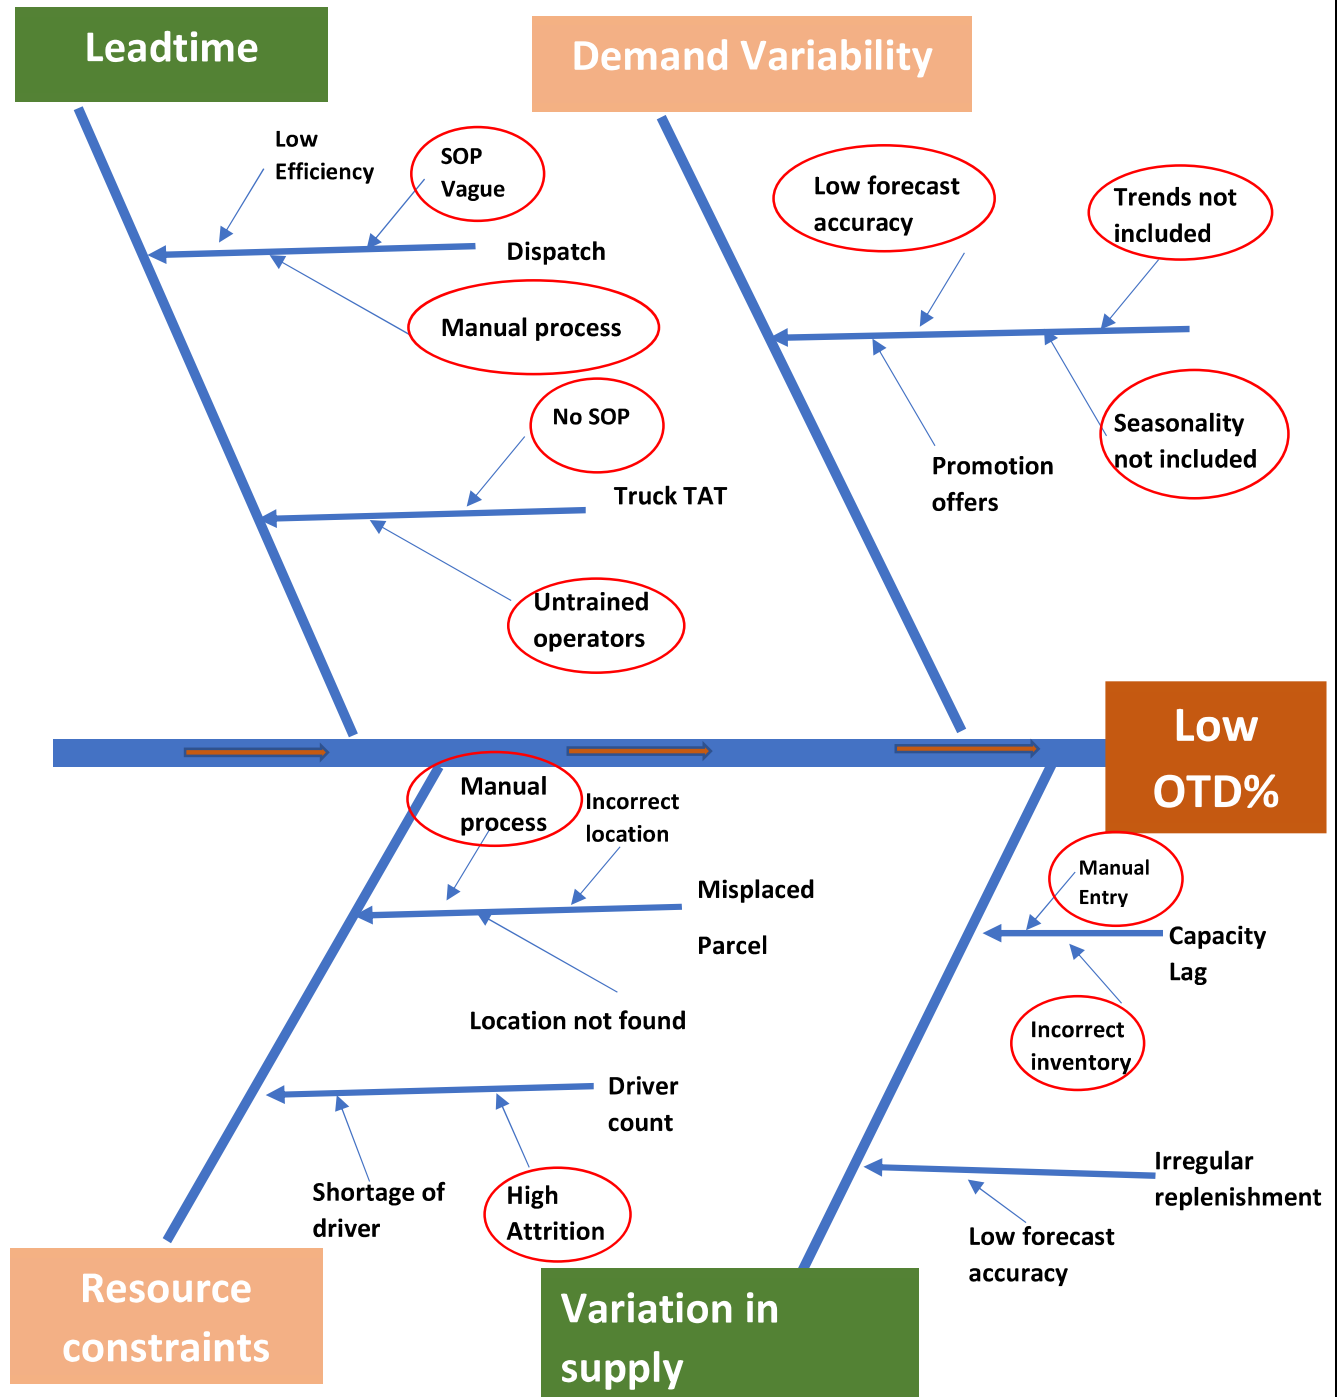 Leadtime
Demand Variability
Low
Efficiency
SOP
Vague
Dispatch
Manual process
No SOP
Truck TAT
Untrained
operators
Low forecast
accuracy
Trends not
included
Promotion
offers
Seasonality
not included
Low
OTD%
Manual
process
Incorrect
location
Misplaced
Parcel
Location not found
Driver
count
Shortage of
driver
High
Attrition
Manual
Entry
Capacity
Lag
Incorrect
inventory
Irregular
replenishment
Low forecast
accuracy
Resource
constraints
Variation in
supply